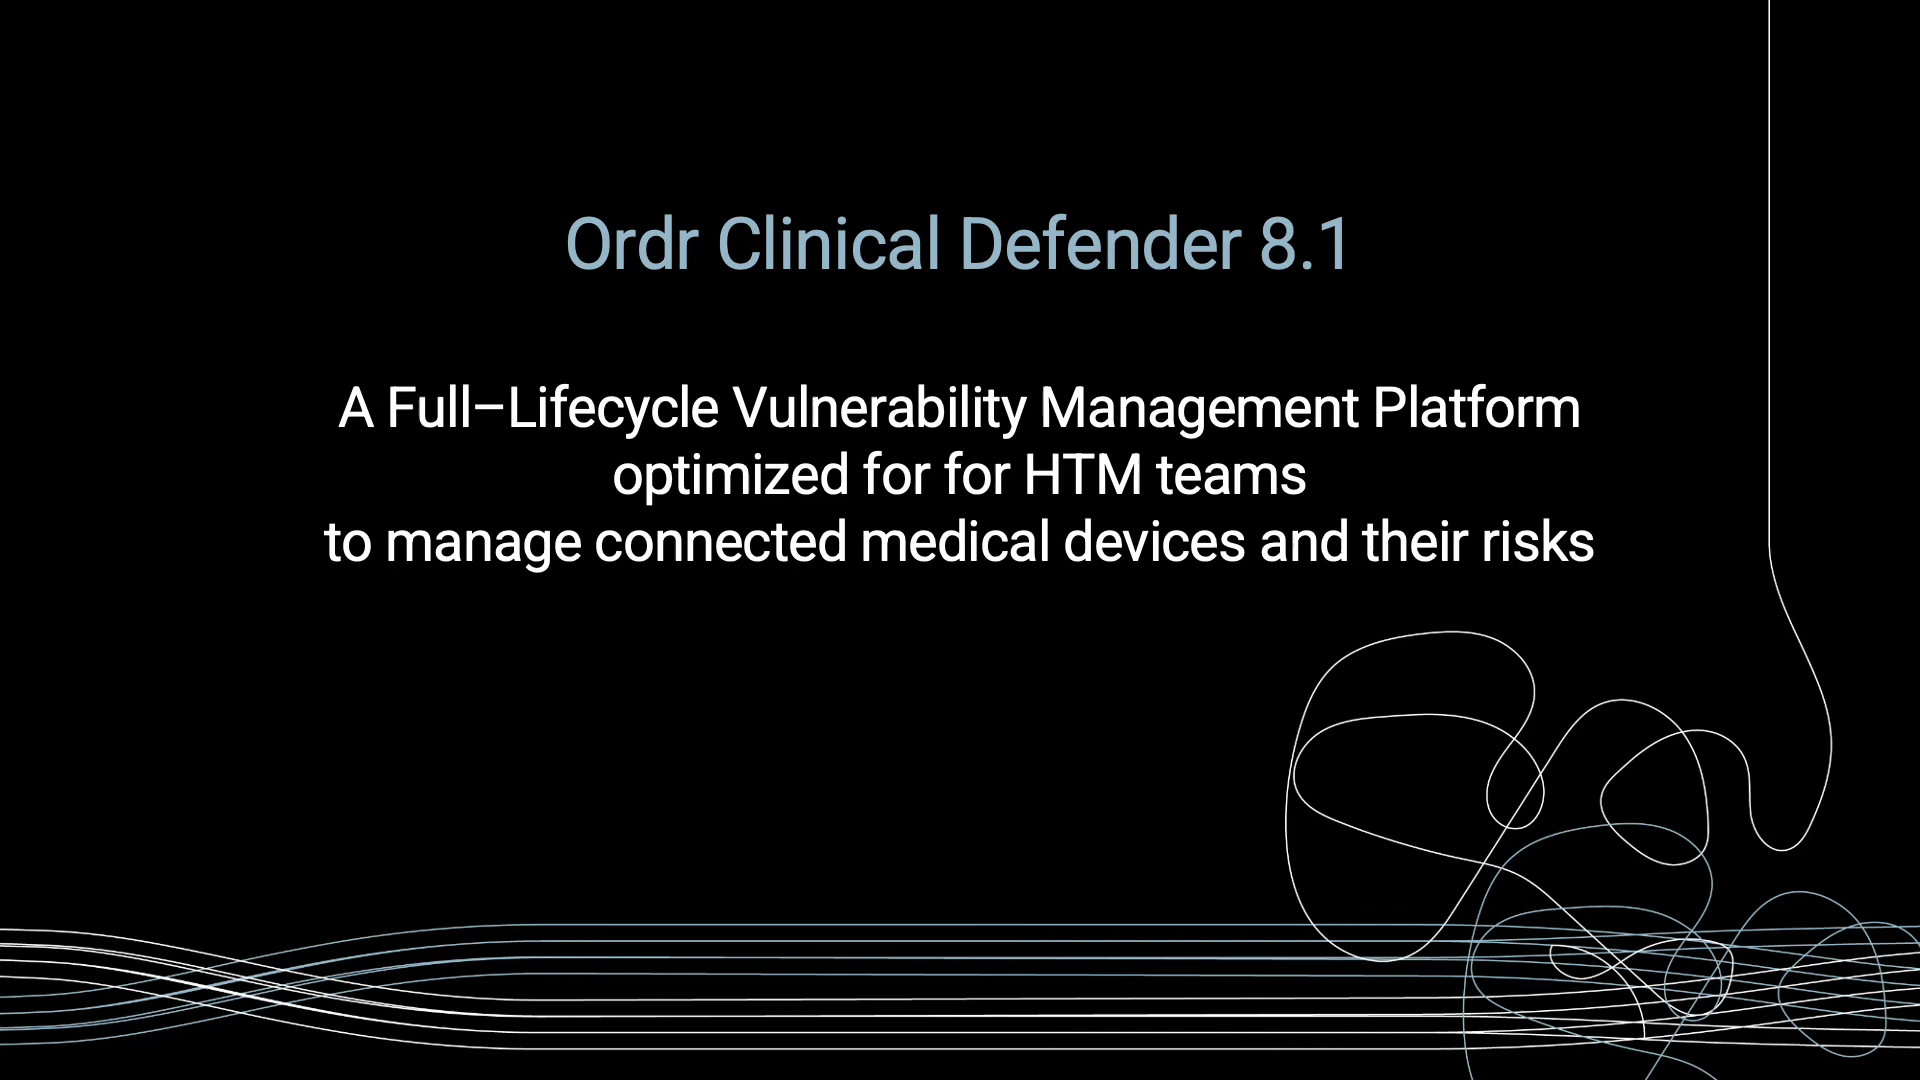 Ordr Clinical Defender 8.1
A Full–Lifecycle Vulnerability Management Platform
optimized for for HTM teams
to manage connected medical devices and their risks